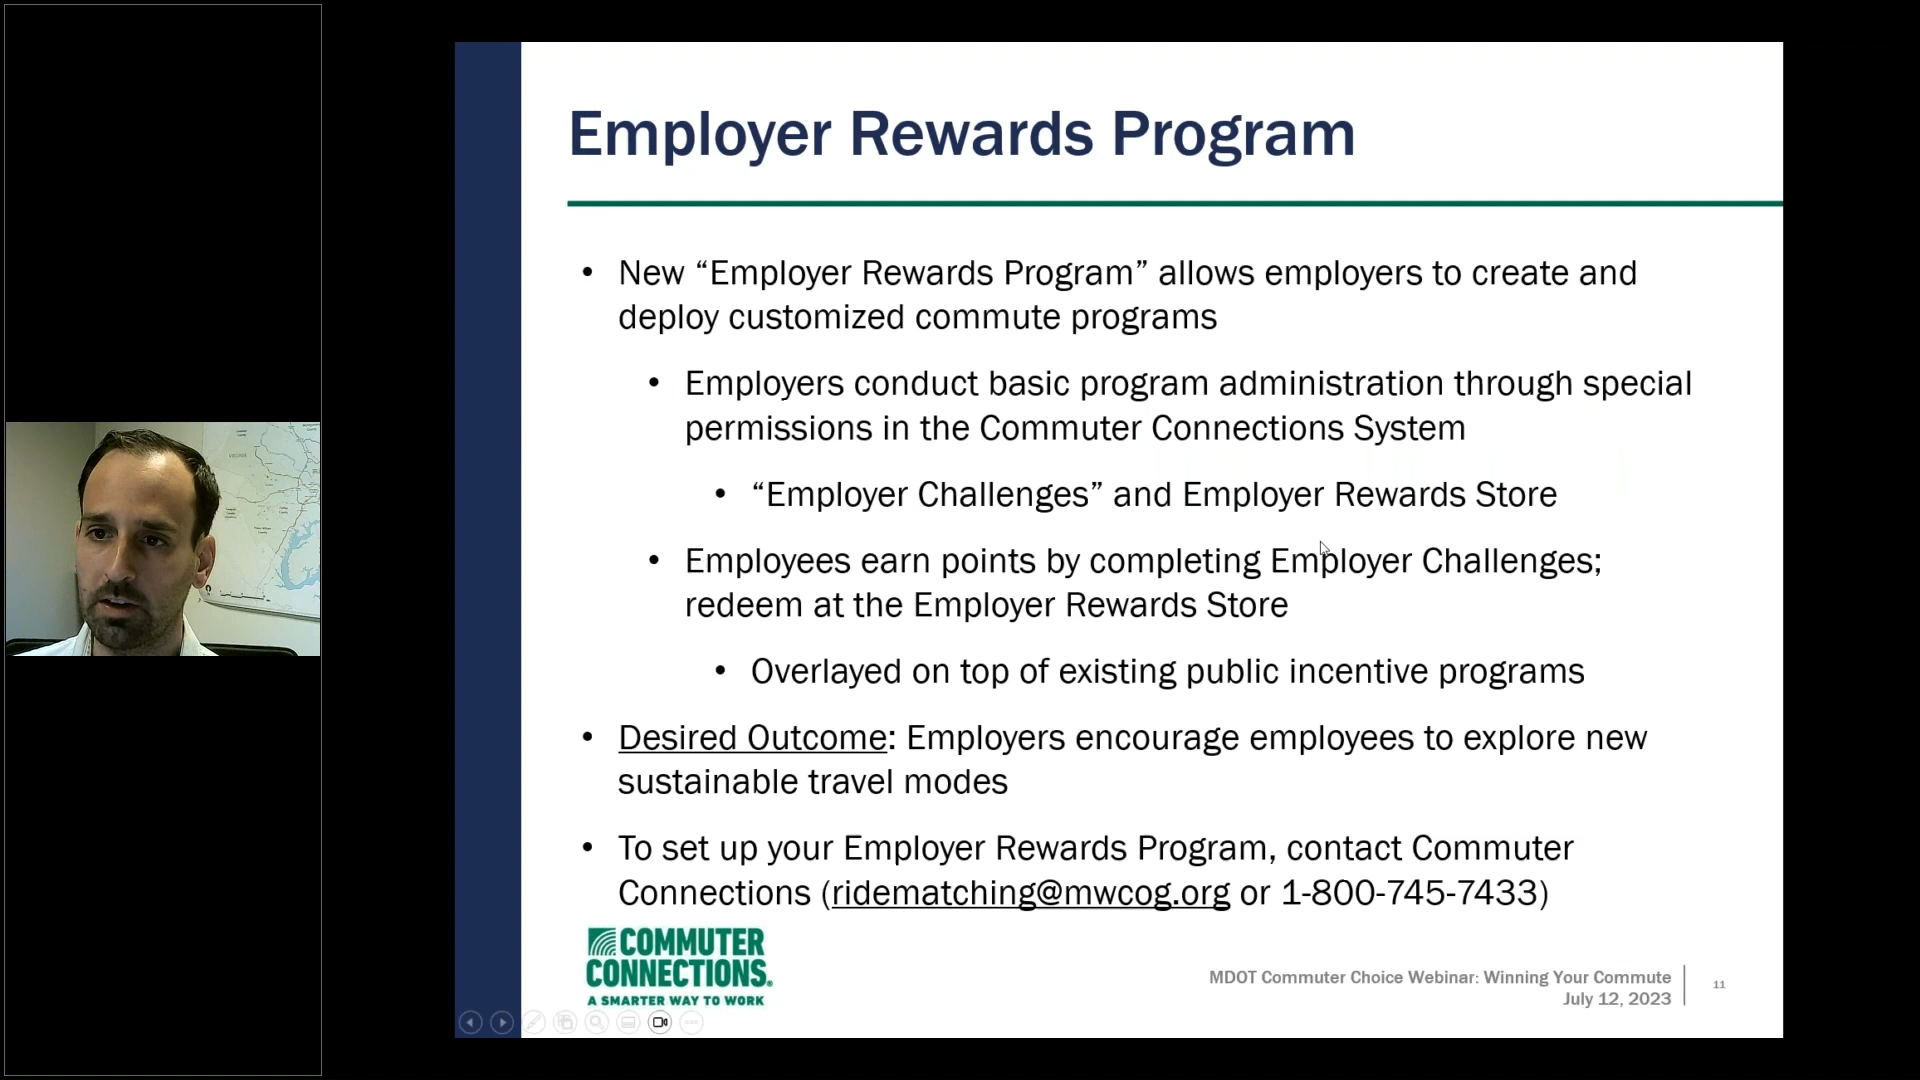 Employer Rewards Program
• New “Employer Rewards Program” allows employers to create and
deploy customized commute programs
• Employers conduct basic program administration through special
permissions in the Commuter Connections System
• “Employer Challenges” and Employer Rewards Store
• Employees earn points by completing Employer Challenges;
redeem at the Employer Rewards Store
• Overlayed on top of existing public incentive programs
• Desired Outcome: Employers encourage employees to explore new
sustainable travel modes
• To set up your Employer Rewards Program, contact Commuter
Connections (ridematching@mwcog.org or 1-800-745-7433)
COMMUTER
CONNECTIONS®
A SMARTER WAY TO WORK
MDOT Commuter Choice Webinar: Winning Your Commute
July 12, 2023
11